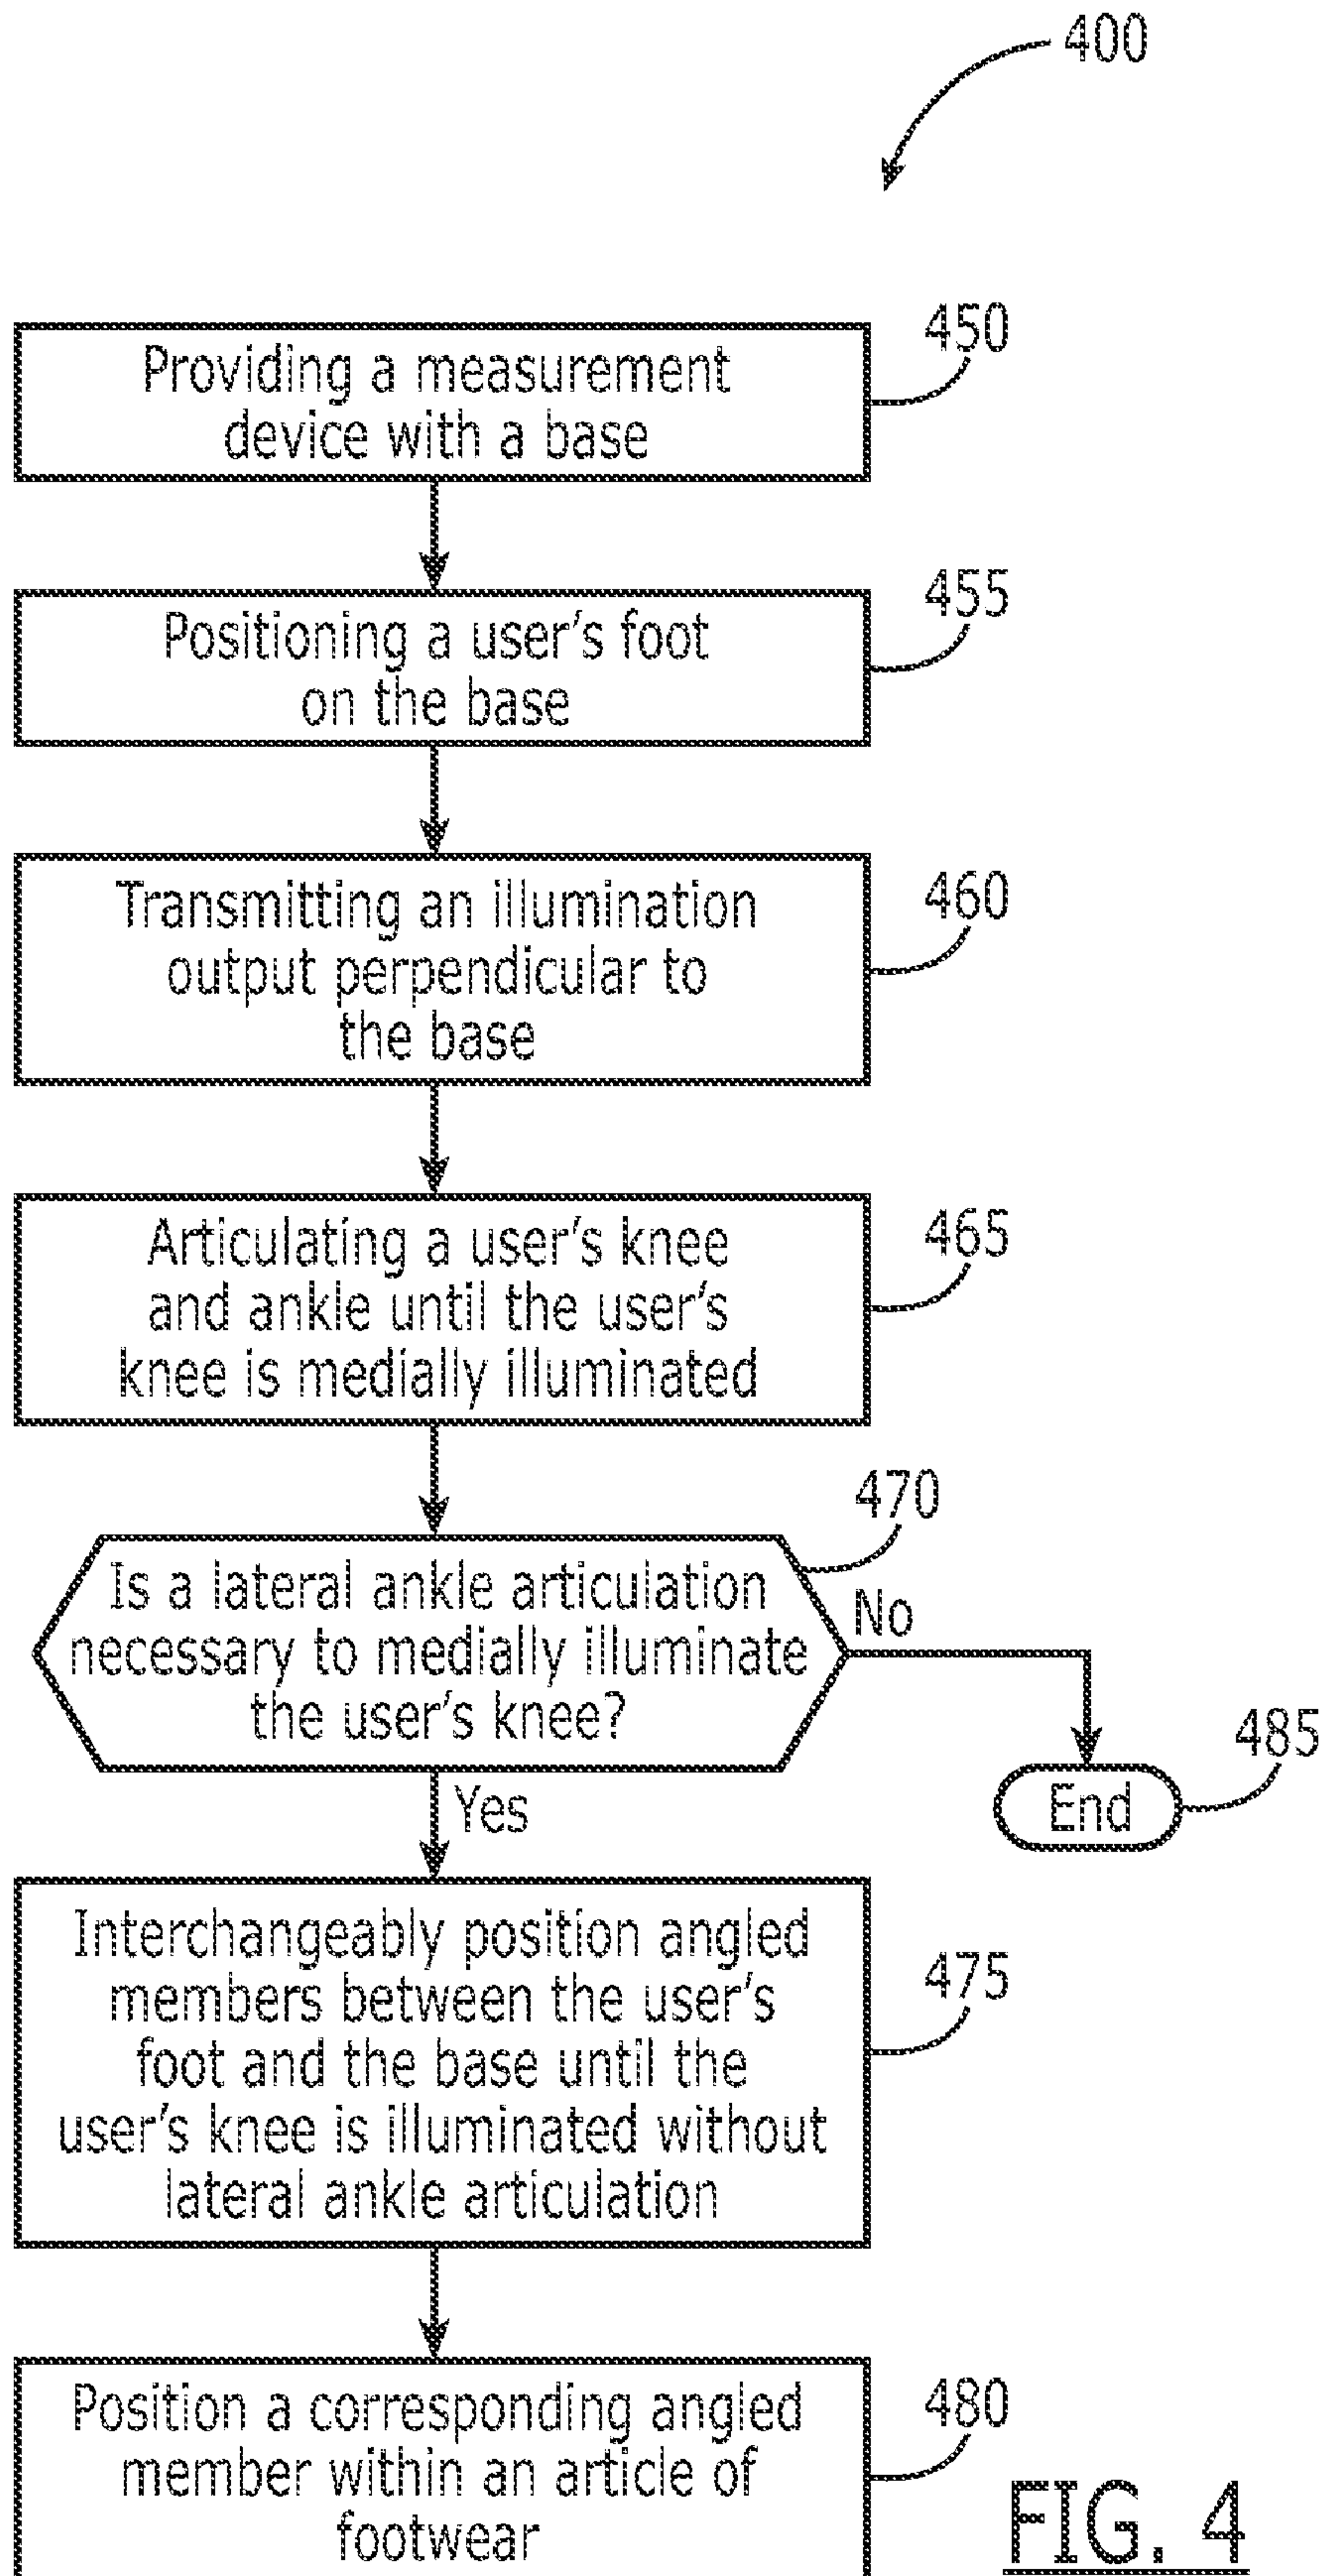 400
450
Providing a measurement
device with a base
455
Positioning a user's foot
on the base
460
Transmitting an illumination
output perpendicular to
the base
465
Articulating a user's knee
and ankle until the user's
knee is medially illuminated
470
Is a lateral ankle articulation
necessary to medially illuminate
the user's knee?
No
485
End
Yes
475
Interchangeably position angled
members between the user's
foot and the base until the
user's knee is illuminated without
lateral ankle articulation
480
Position a corresponding angled
member within an article of
footwear
FIG. 4